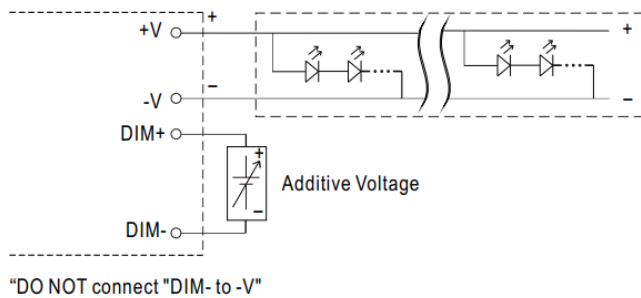 +V
+
+
-V
−
−
DIM+
+
Additive Voltage
−
DIM-
"DO NOT connect "DIM- to -V"